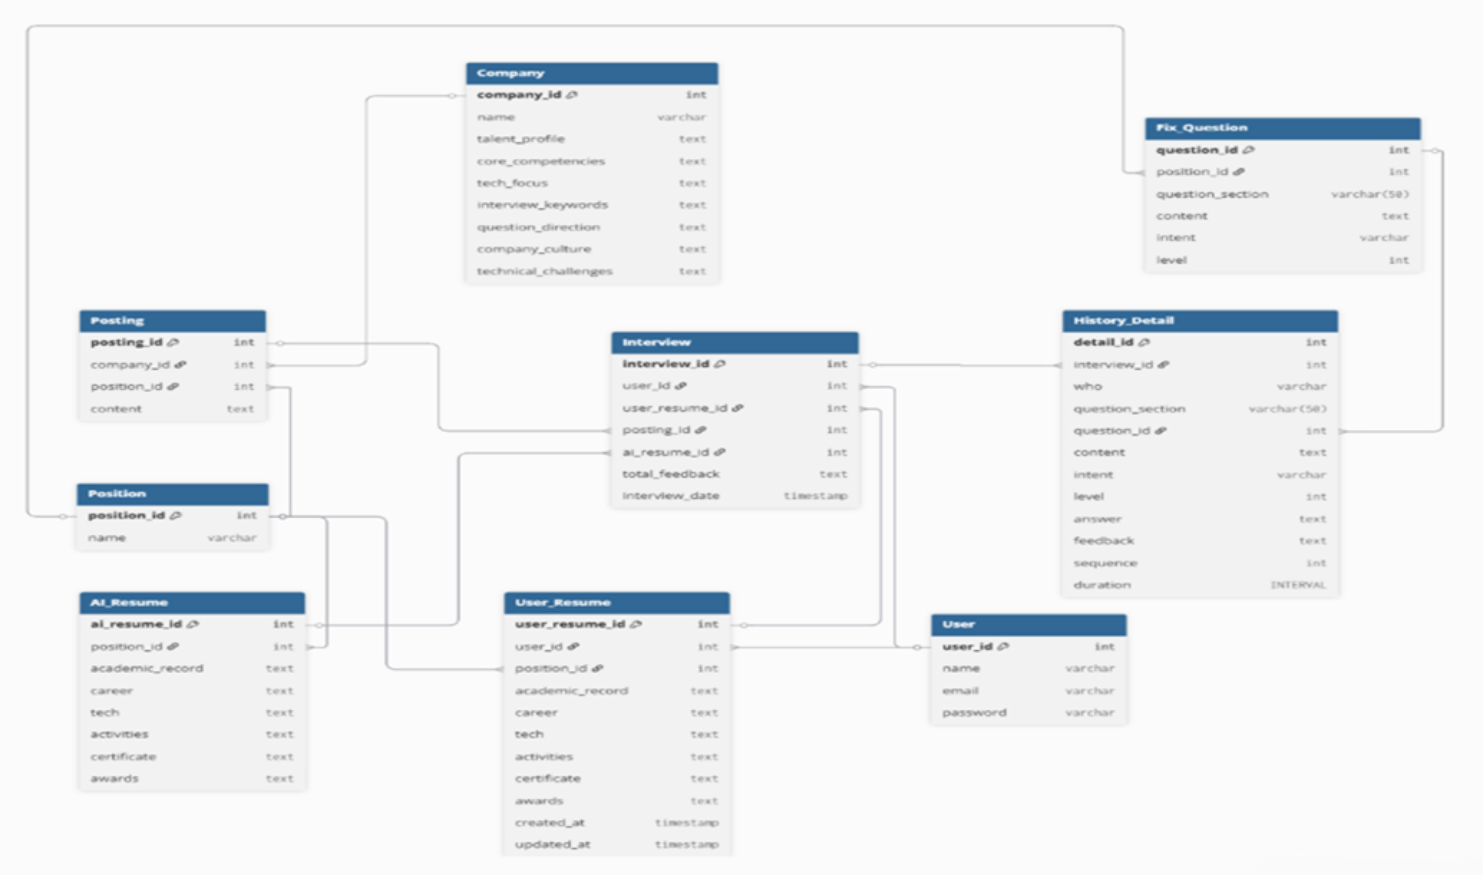 Company
company_id int
name varchar
talent_profile text
core_competencies text
tech_focus text
interview_keywords text
question_direction text
company_culture text
technical_challenges text
Fix_Question
question_id int
position_id int
question_section varchar(50)
content text
intent varchar
level int
Posting
posting_id int
company_id int
position_id int
content text
Interview
interview_id int
user_id int
user_resume_id int
posting_id int
ai_resume_id int
total_feedback text
interview_date timestamp
History_Detail
detail_id int
interview_id int
who varchar
question_section varchar(50)
question_id int
content text
intent varchar
level int
answer text
feedback text
sequence int
duration INTERVAL
Position
position_id int
name varchar
AI_Resume
ai_resume_id int
position_id int
academic_record text
career text
tech text
activities text
certificate text
awards text
User_Resume
user_resume_id int
user_id int
position_id int
academic_record text
career text
tech text
activities text
certificate text
awards text
created_at timestamp
updated_at timestamp
User
user_id int
name varchar
email varchar
password varchar